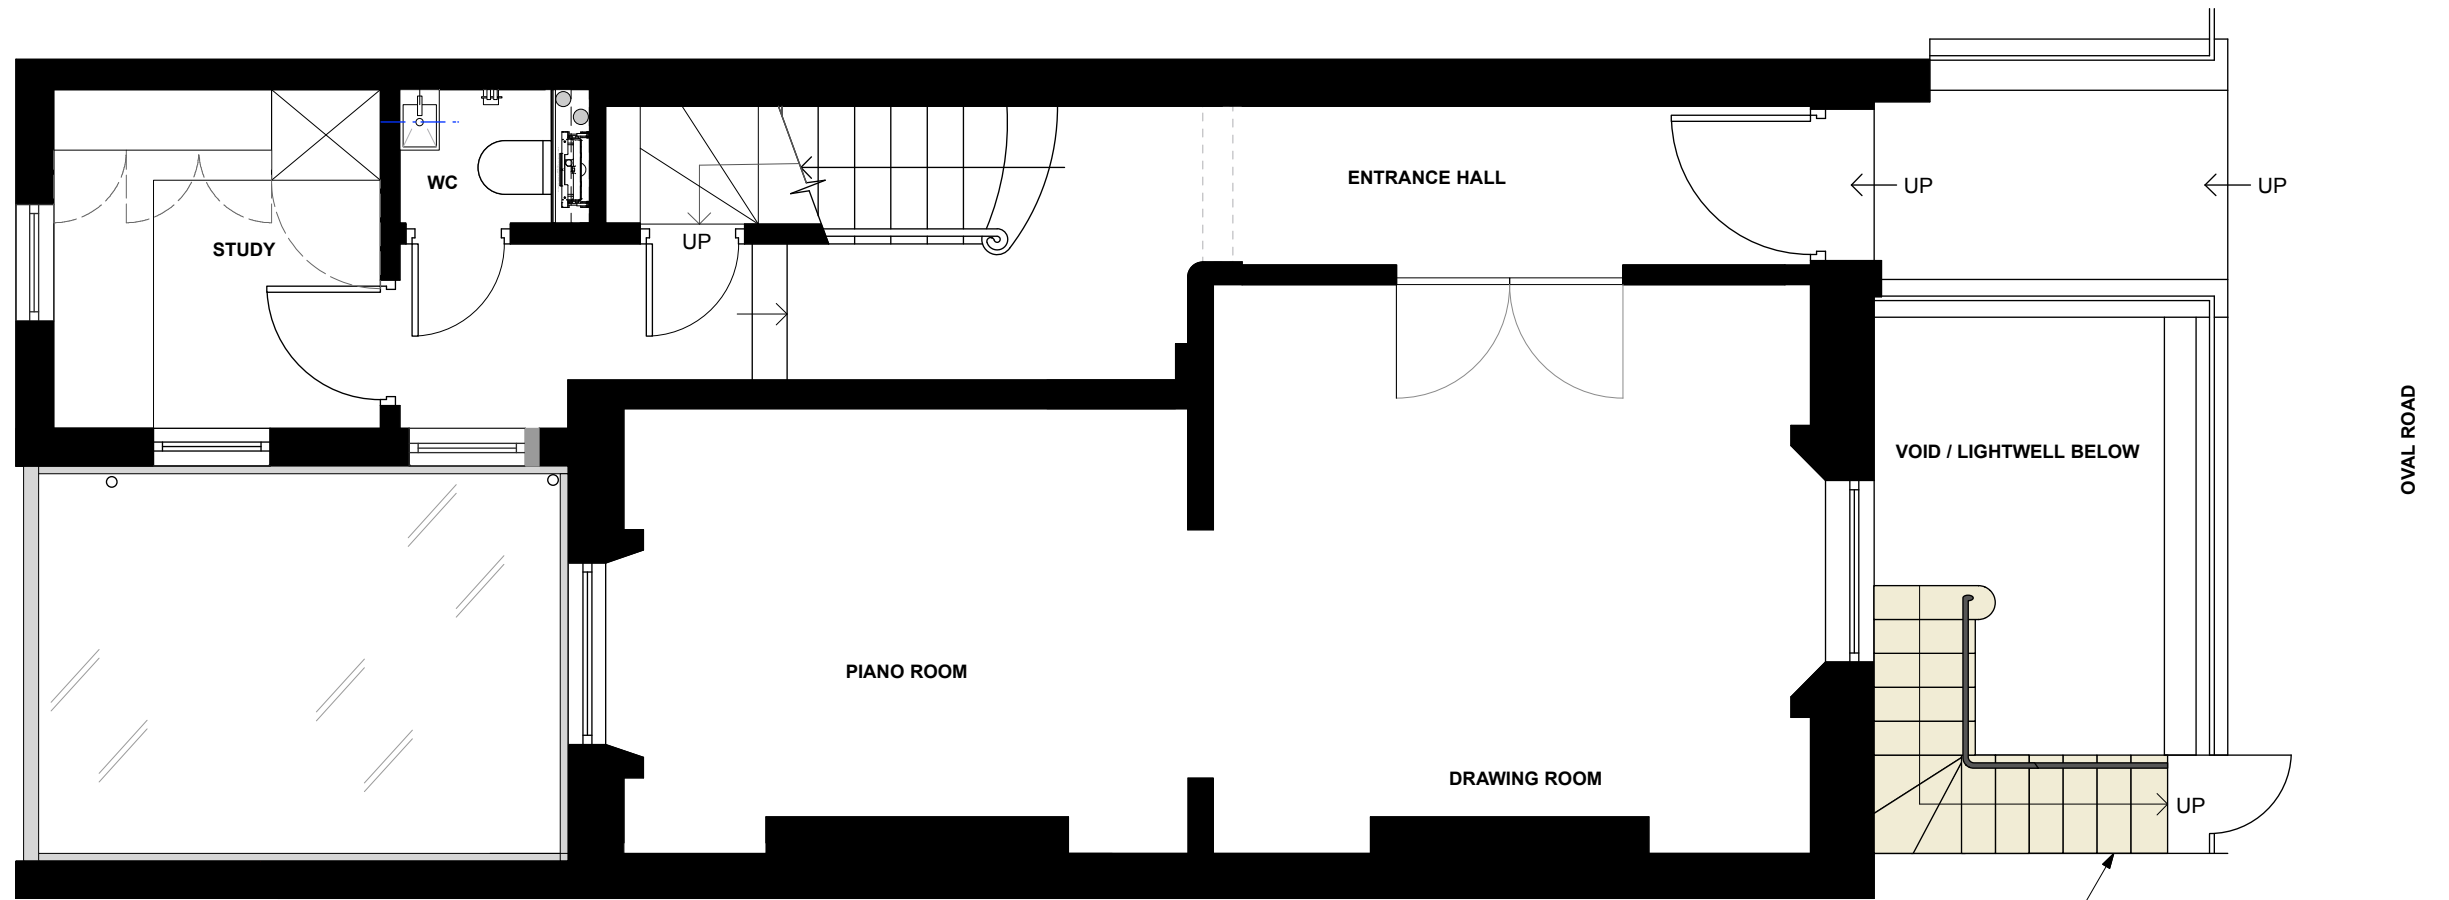 WC
ENTRANCE HALL
UP
UP
STUDY
UP
OVAL ROAD
VOID / LIGHTWELL BELOW
PIANO ROOM
DRAWING ROOM
UP